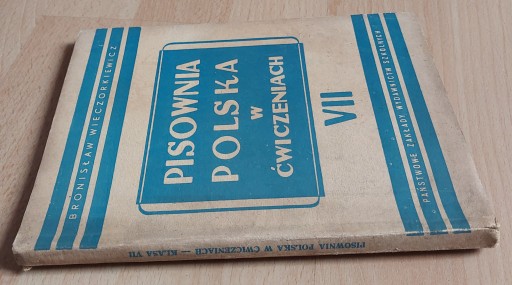 BRONISŁAW WIECZORKIEWICZ
PISOWNIA
POLSKA
W
ĆWICZENIACH
VII
PAŃSTWOWE ZAKŁADY WYDAWNICTW SZKOLNYCH
PISOWNIA POLSKA W ĆWICZENIACH — KLASA VII